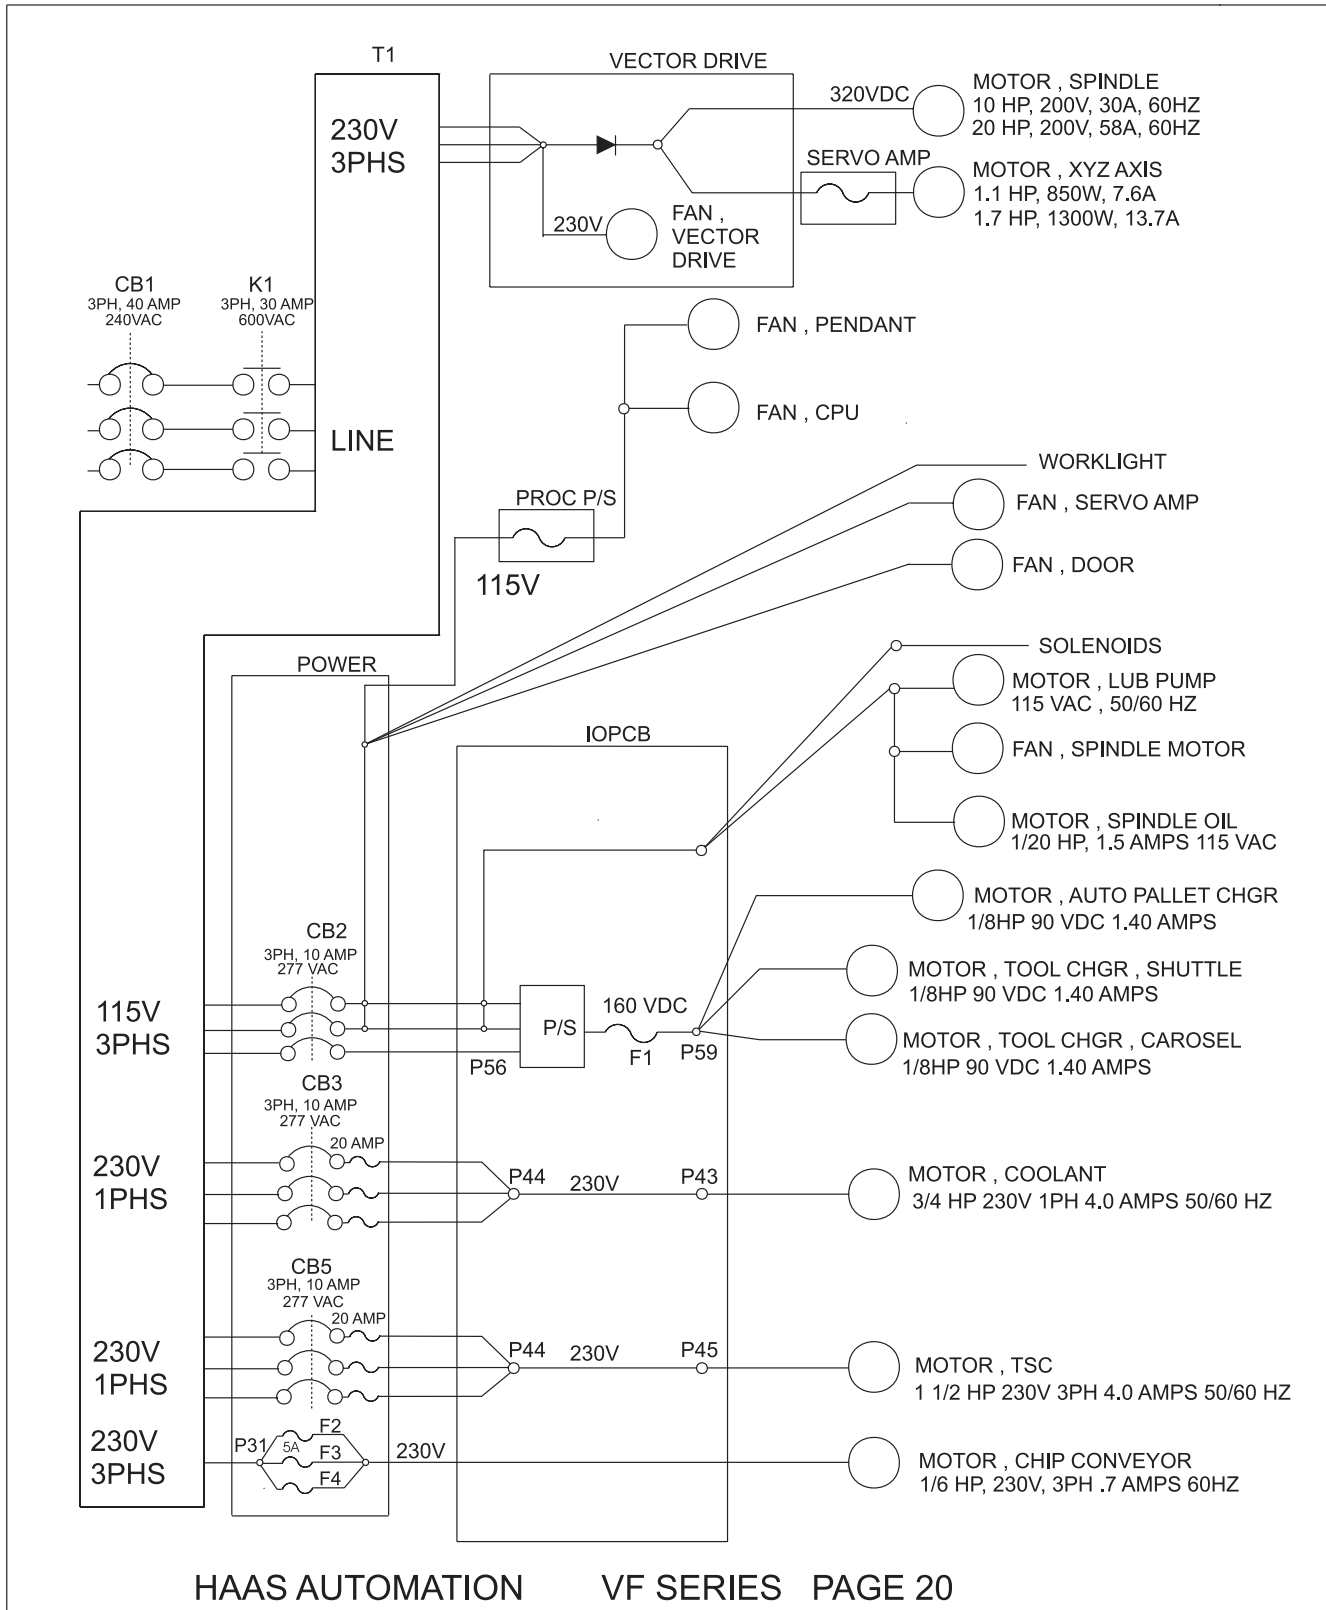 T1
VECTOR DRIVE
230V
3PHS
320VDC
MOTOR , SPINDLE
10 HP, 200V, 30A, 60HZ
20 HP, 200V, 58A, 60HZ
SERVO AMP
MOTOR , XYZ AXIS
1.1 HP, 850W, 7.6A
1.7 HP, 1300W, 13.7A
230V
FAN ,
VECTOR
DRIVE
CB1
3PH, 40 AMP
240VAC
K1
3PH, 30 AMP
600VAC
FAN , PENDANT
FAN , CPU
LINE
WORKLIGHT
PROC P/S
FAN , SERVO AMP
115V
FAN , DOOR
POWER
SOLENOIDS
MOTOR , LUB PUMP
115 VAC , 50/60 HZ
IOPCB
FAN , SPINDLE MOTOR
MOTOR , SPINDLE OIL
1/20 HP, 1.5 AMPS 115 VAC
MOTOR , AUTO PALLET CHGR
1/8HP 90 VDC 1.40 AMPS
CB2
3PH, 10 AMP
277 VAC
MOTOR , TOOL CHGR , SHUTTLE
1/8HP 90 VDC 1.40 AMPS
115V
3PHS
P/S
160 VDC
F1
P56
P59
MOTOR , TOOL CHGR , CAROSEL
1/8HP 90 VDC 1.40 AMPS
CB3
3PH, 10 AMP
277 VAC
20 AMP
230V
1PHS
P44
230V
P43
MOTOR , COOLANT
3/4 HP 230V 1PH 4.0 AMPS 50/60 HZ
CB5
3PH, 10 AMP
277 VAC
20 AMP
230V
1PHS
P44
230V
P45
MOTOR , TSC
1 1/2 HP 230V 3PH 4.0 AMPS 50/60 HZ
230V
3PHS
P31
5A
F2
F3
F4
230V
MOTOR , CHIP CONVEYOR
1/6 HP, 230V, 3PH .7 AMPS 60HZ
HAAS AUTOMATION VF SERIES PAGE 20